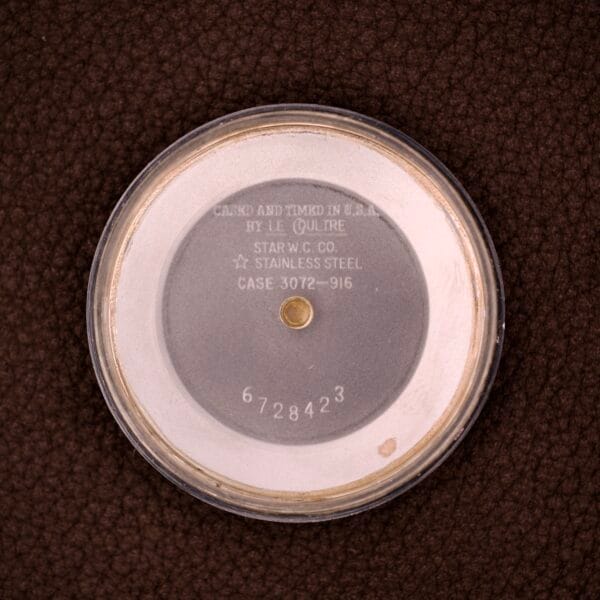 CASED AND TIMED IN U.S.A.
BY LE COULTRE
STAR W.C. CO.
☆ STAINLESS STEEL
CASE 3072-916
6728423